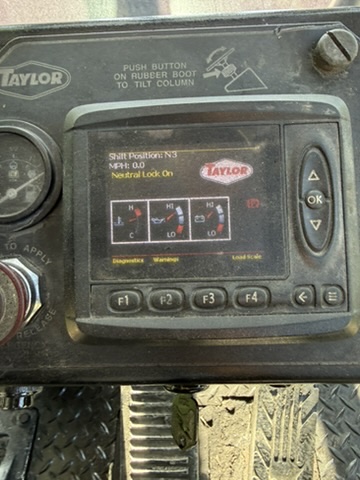 TAYLOR
PUSH BUTTON
ON RUBBER BOOT
TO TILT COLUMN
Shift Position: N3
MPH: 0.0
Neutral Lock On
TAYLOR
H HI HI
C LO LO
Diagnostics Warnings Load Scale
OK
F1 F2 F3 F4
TO APPLY
RELEASE